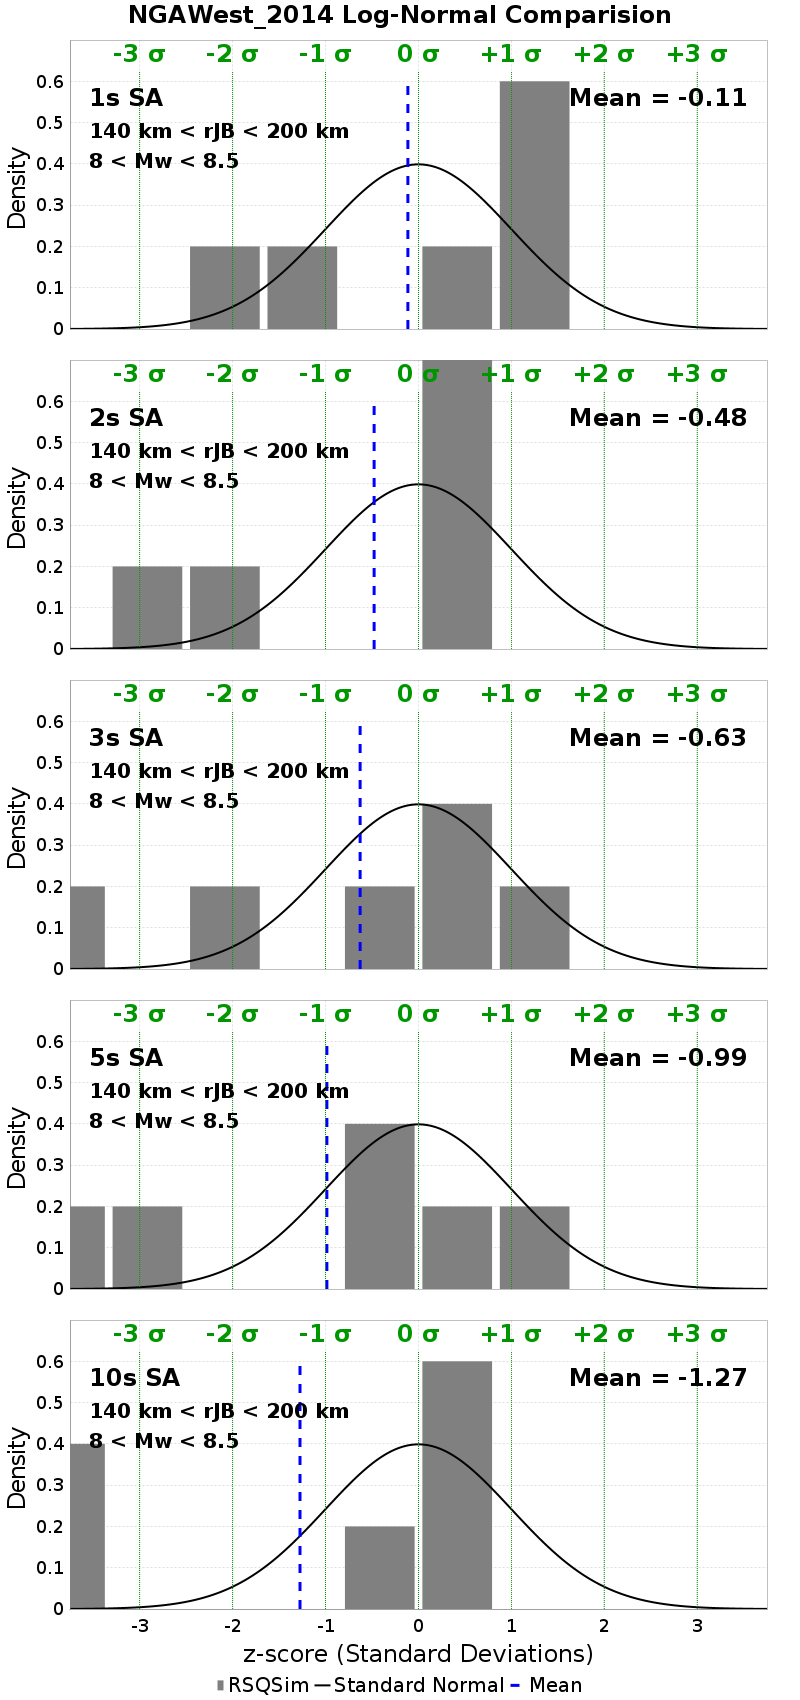 NGAWest_2014 Log-Normal Comparision
-3 σ -2 σ -1 σ 0 σ +1 σ +2 σ +3 σ
1s SA Mean = -0.11
140 km < rJB < 200 km
8 < Mw < 8.5
Density
0.6
0.5
0.4
0.3
0.2
0.1
0
-3 σ -2 σ -1 σ 0 σ +1 σ +2 σ +3 σ
2s SA Mean = -0.48
140 km < rJB < 200 km
8 < Mw < 8.5
Density
0.6
0.5
0.4
0.3
0.2
0.1
0
-3 σ -2 σ -1 σ 0 σ +1 σ +2 σ +3 σ
3s SA Mean = -0.63
140 km < rJB < 200 km
8 < Mw < 8.5
Density
0.6
0.5
0.4
0.3
0.2
0.1
0
-3 σ -2 σ -1 σ 0 σ +1 σ +2 σ +3 σ
5s SA Mean = -0.99
140 km < rJB < 200 km
8 < Mw < 8.5
Density
0.6
0.5
0.4
0.3
0.2
0.1
0
-3 σ -2 σ -1 σ 0 σ +1 σ +2 σ +3 σ
10s SA Mean = -1.27
140 km < rJB < 200 km
8 < Mw < 8.5
Density
0.6
0.5
0.4
0.3
0.2
0.1
0
-3 -2 -1 0 1 2 3
z-score (Standard Deviations)
RSQSim Standard Normal Mean